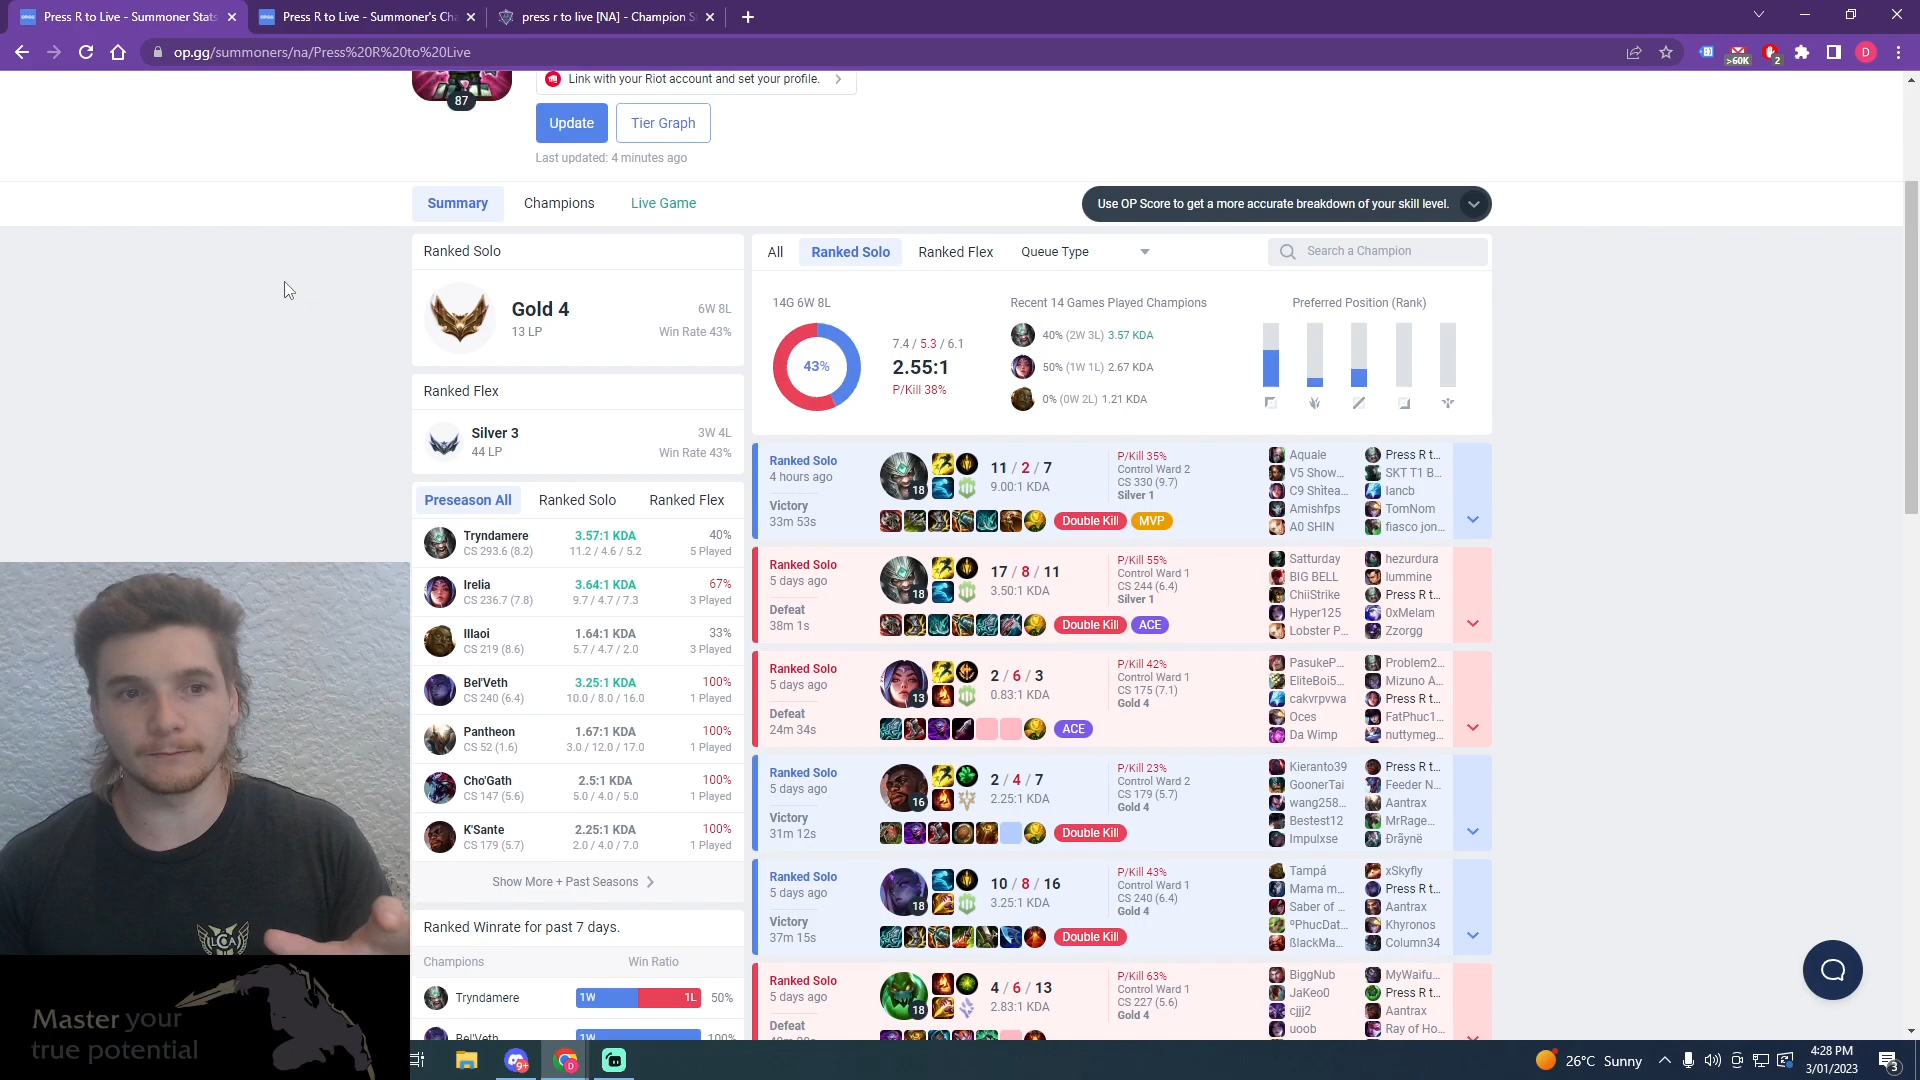 Press R to Live - Summoner Stats
Press R to Live - Summoner's Ch
press r to live [NA] - Champion S
op.gg/summoners/na/Press%20R%20to%20Live
>60K
2
D
87
Link with your Riot account and set your profile.
Update
Tier Graph
Last updated: 4 minutes ago
Summary
Champions
Live Game
Use OP Score to get a more accurate breakdown of your skill level.
Ranked Solo
Gold 4
13 LP
6W 8L
Win Rate 43%
Ranked Flex
Silver 3
44 LP
3W 4L
Win Rate 43%
Preseason All
Ranked Solo
Ranked Flex
Tryndamere
CS 293.6 (8.2)
3.57:1 KDA
11.2 / 4.6 / 5.2
40%
5 Played
Irelia
CS 236.7 (7.8)
3.64:1 KDA
9.7 / 4.7 / 7.3
67%
3 Played
Illaoi
CS 219 (8.6)
1.64:1 KDA
5.7 / 4.7 / 2.0
33%
3 Played
Bel'Veth
CS 240 (6.4)
3.25:1 KDA
10.0 / 8.0 / 16.0
100%
1 Played
Pantheon
CS 52 (1.6)
1.67:1 KDA
3.0 / 12.0 / 17.0
100%
1 Played
Cho'Gath
CS 147 (5.6)
2.5:1 KDA
5.0 / 4.0 / 5.0
100%
1 Played
K'Sante
CS 179 (5.7)
2.25:1 KDA
2.0 / 4.0 / 7.0
100%
1 Played
Show More + Past Seasons
Ranked Winrate for past 7 days.
Champions
Win Ratio
Tryndamere
1W
1L
50%
Bel'Veth
1W
100%
All
Ranked Solo
Ranked Flex
Queue Type
Search a Champion
14G 6W 8L
43%
7.4 / 5.3 / 6.1
2.55:1
P/Kill 38%
Recent 14 Games Played Champions
40% (2W 3L) 3.57 KDA
50% (1W 1L) 2.67 KDA
0% (0W 2L) 1.21 KDA
Preferred Position (Rank)
Ranked Solo
4 hours ago
Victory
33m 53s
18
11 / 2 / 7
9.00:1 KDA
P/Kill 35%
Control Ward 2
CS 330 (9.7)
Silver 1
Double Kill
MVP
Aquale
V5 Show...
C9 Shitea...
Amishfps
A0 SHIN
Press R t...
SKT T1 B...
Iancb
TomNom
fiasco jon...
Ranked Solo
5 days ago
Defeat
38m 1s
18
17 / 8 / 11
3.50:1 KDA
P/Kill 55%
Control Ward 1
CS 244 (6.4)
Silver 1
Double Kill
ACE
Satturday
BIG BELL
ChiiStrike
Hyper125
Lobster P...
hezurdura
lummine
Press R t...
0xMelam
Zzorgg
Ranked Solo
5 days ago
Defeat
24m 34s
13
2 / 6 / 3
0.83:1 KDA
P/Kill 42%
Control Ward 1
CS 175 (7.1)
Gold 4
ACE
PasukeP...
EliteBoi5...
cakvrpvwa
Oces
Da Wimp
Problem2...
Mizuno A...
Press R t...
FatPhuc1...
nuttymeg...
Ranked Solo
5 days ago
Victory
31m 12s
16
2 / 4 / 7
2.25:1 KDA
P/Kill 23%
Control Ward 2
CS 179 (5.7)
Gold 4
Double Kill
Kieranto39
GoonerTai
wang258...
Bestest12
Impulxse
Press R t...
Feeder N...
Aantrax
MrRage...
Ðrãynë
Ranked Solo
5 days ago
Victory
37m 15s
18
10 / 8 / 16
3.25:1 KDA
P/Kill 43%
Control Ward 1
CS 240 (6.4)
Gold 4
Double Kill
Tampá
Mama m...
Saber of ...
ºPhucDat...
ßlackMa...
xSkyfly
Press R t...
Aantrax
Khyronos
Column34
Ranked Solo
5 days ago
Defeat
18
4 / 6 / 13
2.83:1 KDA
P/Kill 63%
Control Ward 1
CS 227 (5.6)
Gold 4
BiggNub
JaKeo0
cjjj2
uoob
MyWaifu...
Press R t...
Aantrax
Ray of Ho...
LCA
Master your
true potential
9+
26°C Sunny
4:28 PM
3/01/2023
3